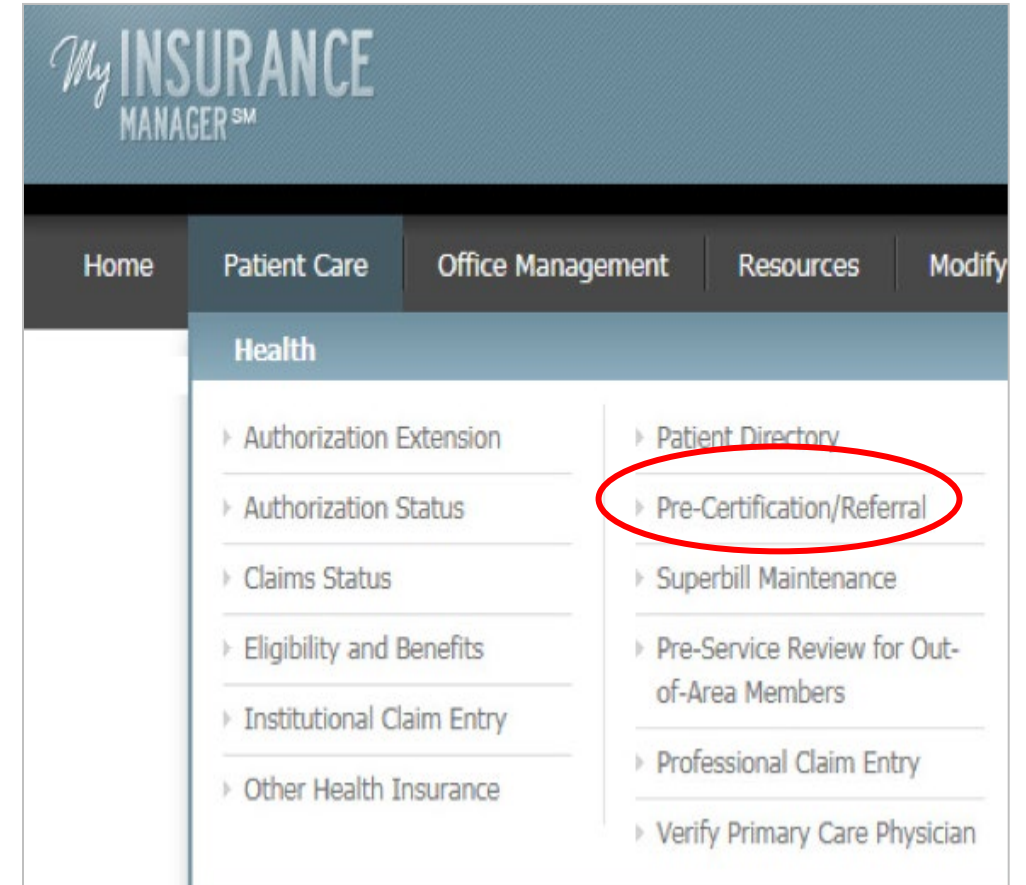 My INSURANCE
MANAGER SM
Home Patient Care Office Management Resources Modify
Health
Authorization Extension
Authorization Status
Claims Status
Eligibility and Benefits
Institutional Claim Entry
Other Health Insurance
Patient Directory
Pre-Certification/Referral
Superbill Maintenance
Pre-Service Review for Out-
of-Area Members
Professional Claim Entry
Verify Primary Care Physician